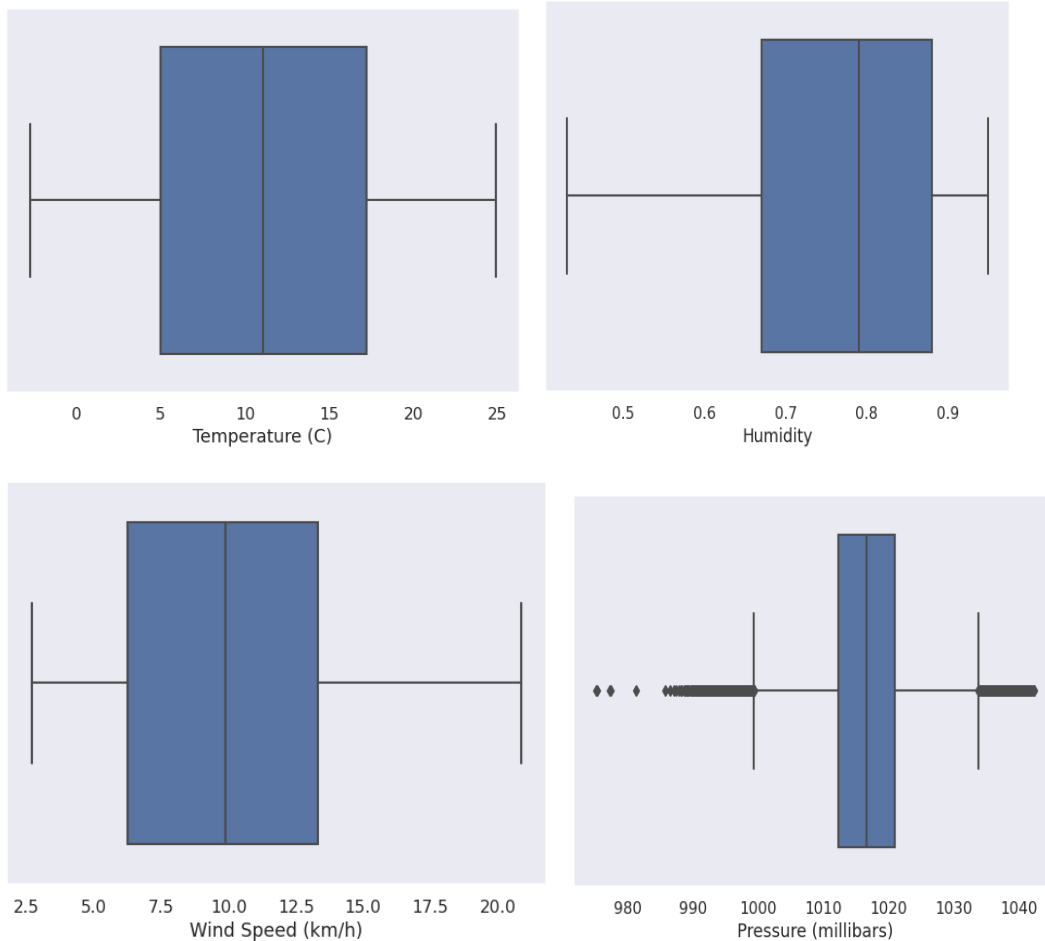 0 5 10 15 20 25
Temperature (C)
0.5 0.6 0.7 0.8 0.9
Humidity
2.5 5.0 7.5 10.0 12.5 15.0 17.5 20.0
Wind Speed (km/h)
980 990 1000 1010 1020 1030 1040
Pressure (millibars)